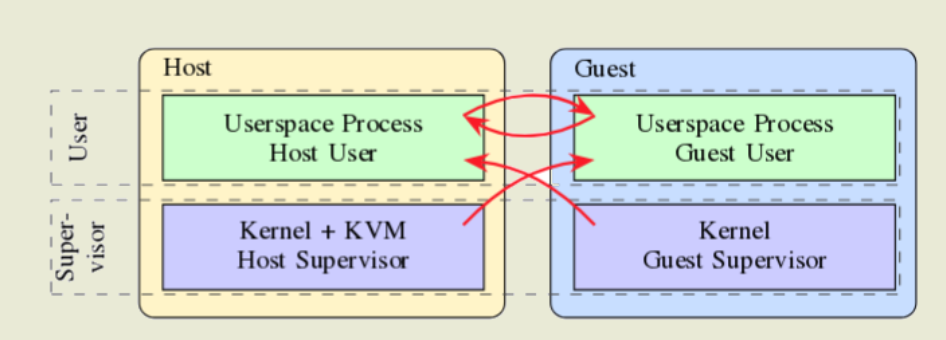 Host
Guest
User
Userspace Process
Host User
Userspace Process
Guest User
Super-
visor
Kernel + KVM
Host Supervisor
Kernel
Guest Supervisor